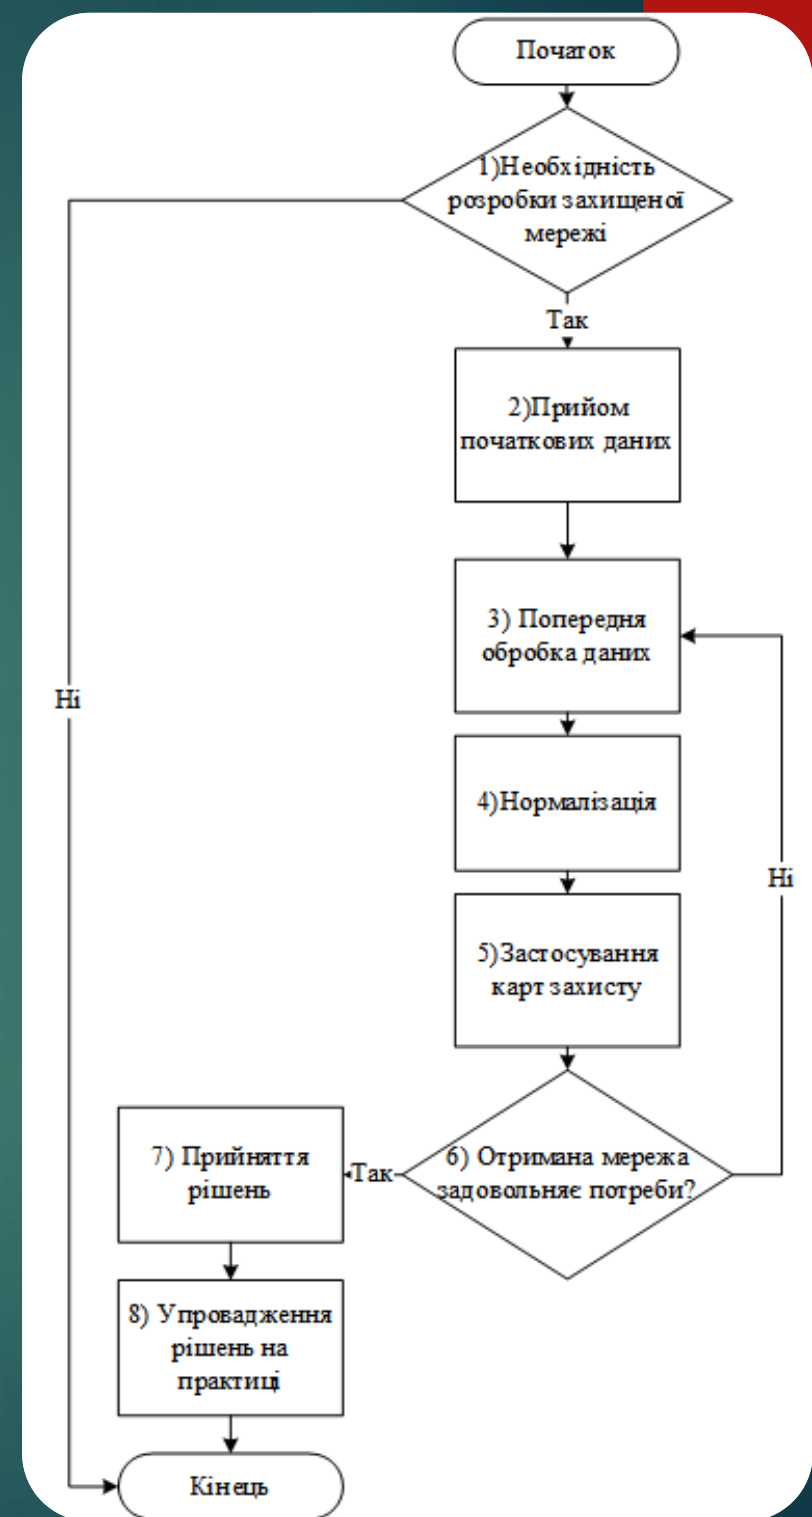 Початок
1)Необхідність
розробки захищеної
мережі
Так
2)Прийом
початкових даних
3) Попередня
обробка даних
Ні
4)Нормалізація
Ні
5)Застосування
карт захисту
6) Отримана мережа
задовольняє потреби?
Так
7) Прийняття
рішень
8) Упровадження
рішень на
практиці
Кінець